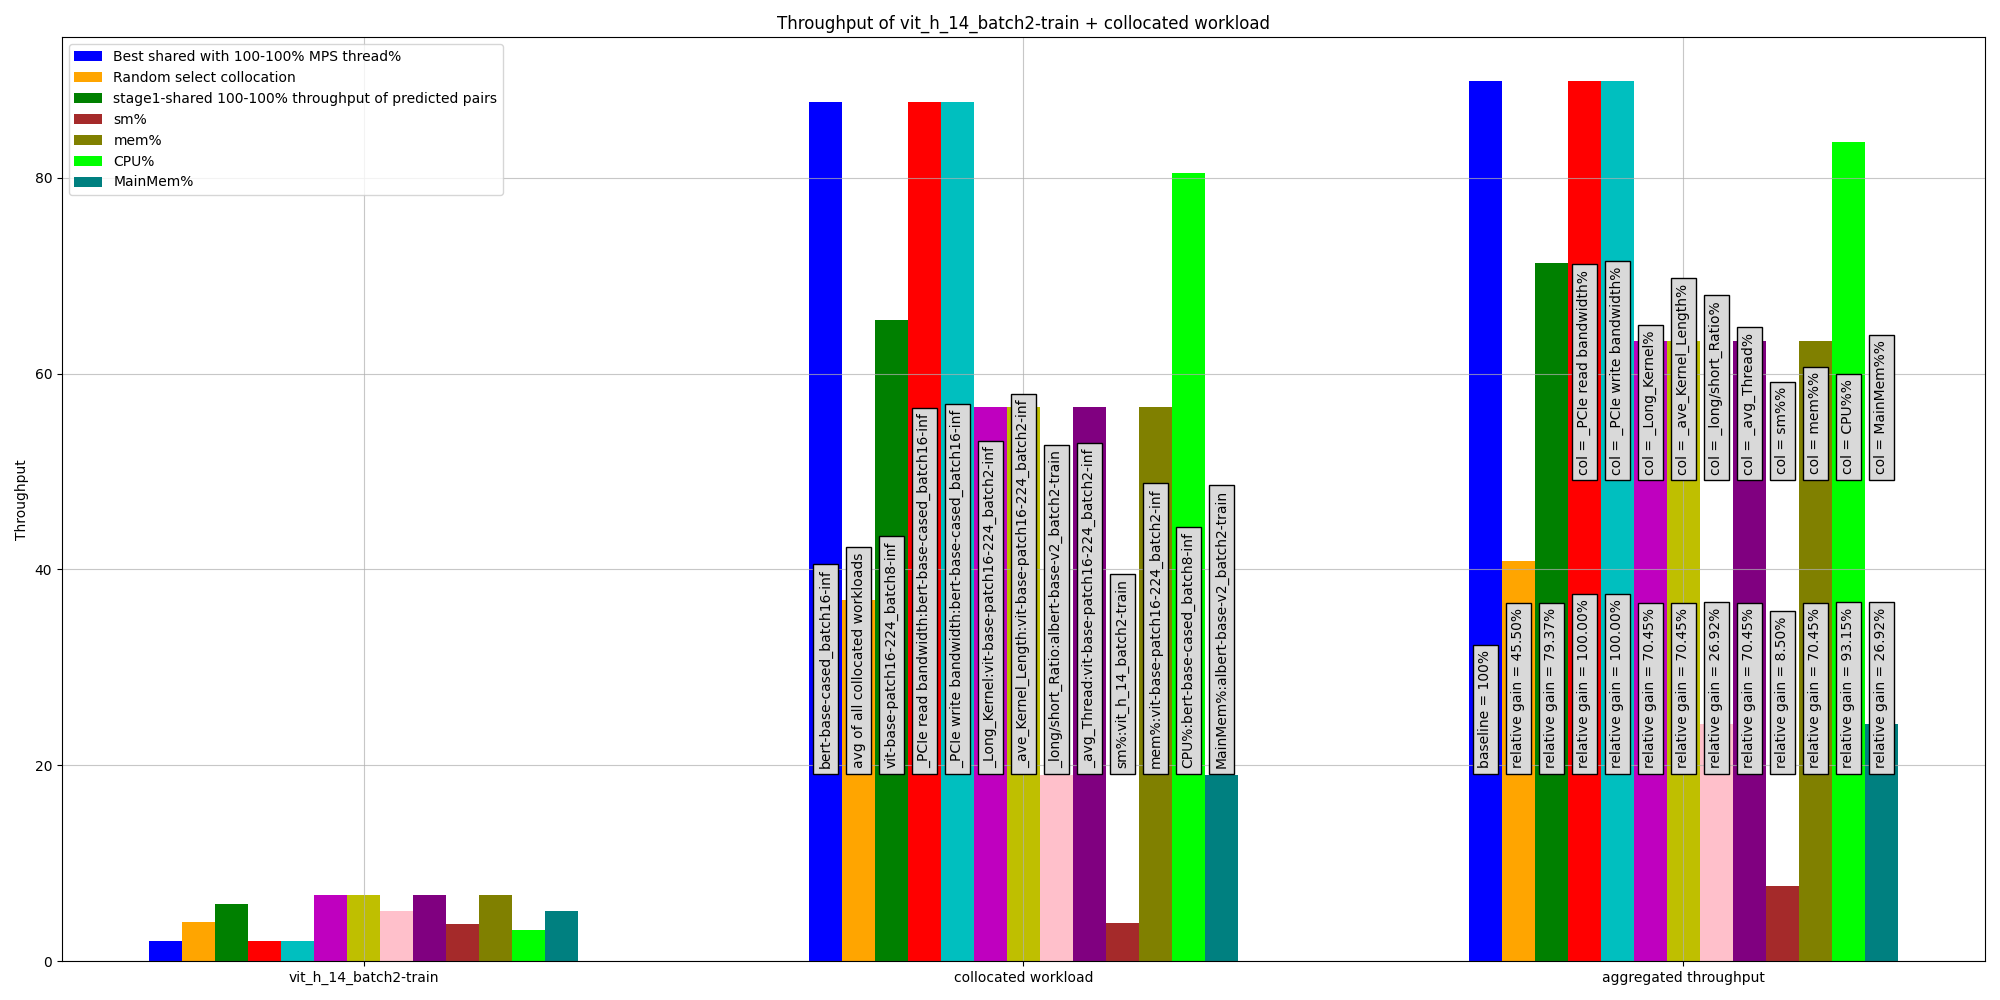 Throughput of vit_h_14_batch2-train + collocated workload
Best shared with 100-100% MPS thread%
Random select collocation
stage1-shared 100-100% throughput of predicted pairs
sm%
mem%
CPU%
MainMem%
Throughput
80
60
40
20
0
bert-base-cased_batch16-inf
avg of all collocated workloads
vit-base-patch16-224_batch8-inf
_PCIe read bandwidth:bert-base-cased_batch16-inf
_PCIe write bandwidth:bert-base-cased_batch16-inf
_Long_Kernel:vit-base-patch16-224_batch2-inf
_ave_Kernel_Length:vit-base-patch16-224_batch2-inf
_long/short_Ratio:albert-base-v2_batch2-train
_avg_Thread:vit-base-patch16-224_batch2-inf
sm%:vit_h_14_batch2-train
mem%:vit-base-patch16-224_batch2-inf
CPU%:bert-base-cased_batch8-inf
MainMem%:albert-base-v2_batch2-train
col = _PCIe read bandwidth%
col = _PCIe write bandwidth%
col = _Long_Kernel%
col = _ave_Kernel_Length%
col = _long/short_Ratio%
col = _avg_Thread%
col = sm%%
col = mem%%
col = CPU%%
col = MainMem%%
baseline = 100%
relative gain = 45.50%
relative gain = 79.37%
relative gain = 100.00%
relative gain = 100.00%
relative gain = 70.45%
relative gain = 70.45%
relative gain = 26.92%
relative gain = 70.45%
relative gain = 8.50%
relative gain = 70.45%
relative gain = 93.15%
relative gain = 26.92%
vit_h_14_batch2-train
collocated workload
aggregated throughput